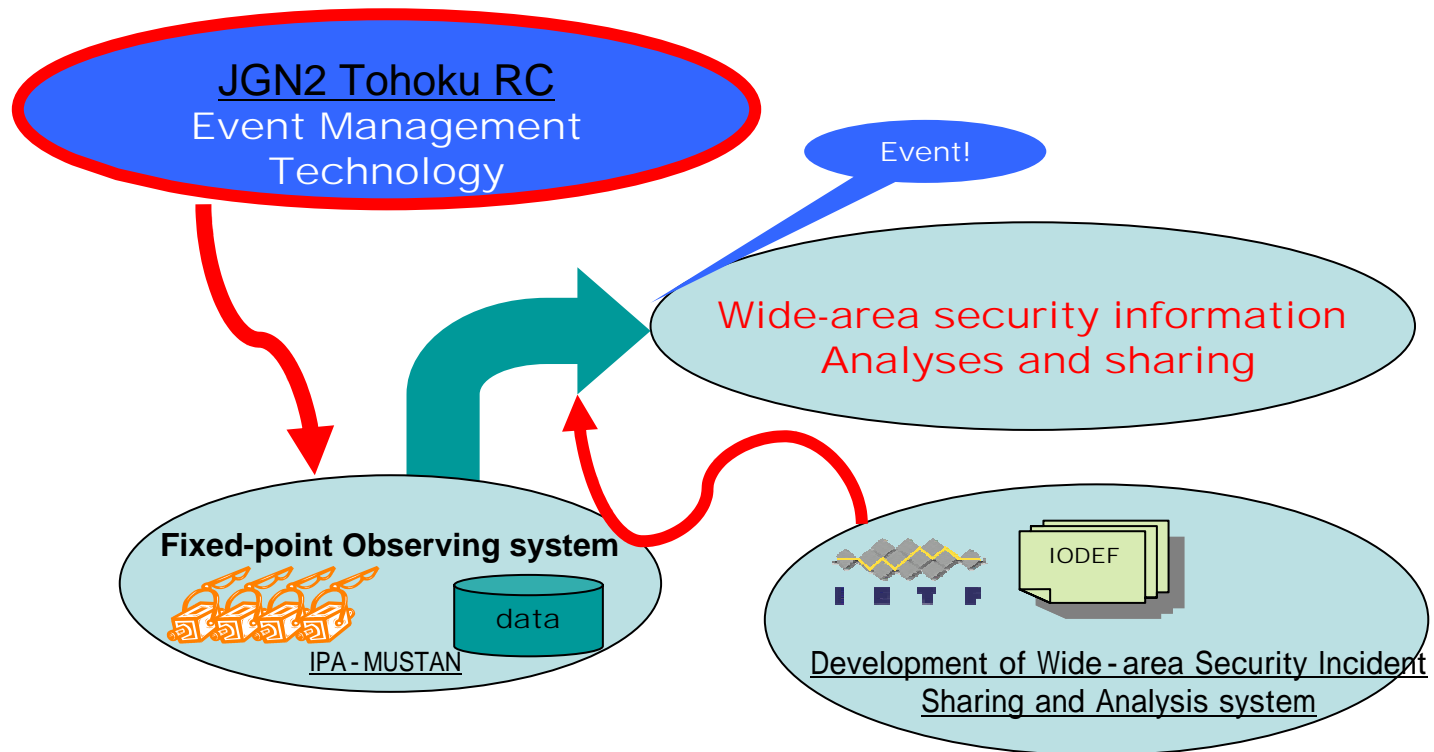 JGN2 Tohoku RC
Event Management
Technology
Event!
Wide-area security information
Analyses and sharing
Fixed-point Observing system
data
IPA-MUSTAN
I E T F
IODEF
Development of Wide-area Security Incident
Sharing and Analysis system